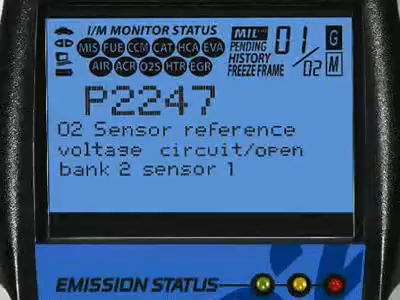 I/M MONITOR STATUS
MIS FUE CCM CAT HCA EVA
AIR ACR O2S HTR EGR
MIL
PENDING
HISTORY
FREEZE FRAME
01/02
G
M
P2247
O2 Sensor reference
voltage circuit/open
bank 2 sensor 1
EMISSION STATUS